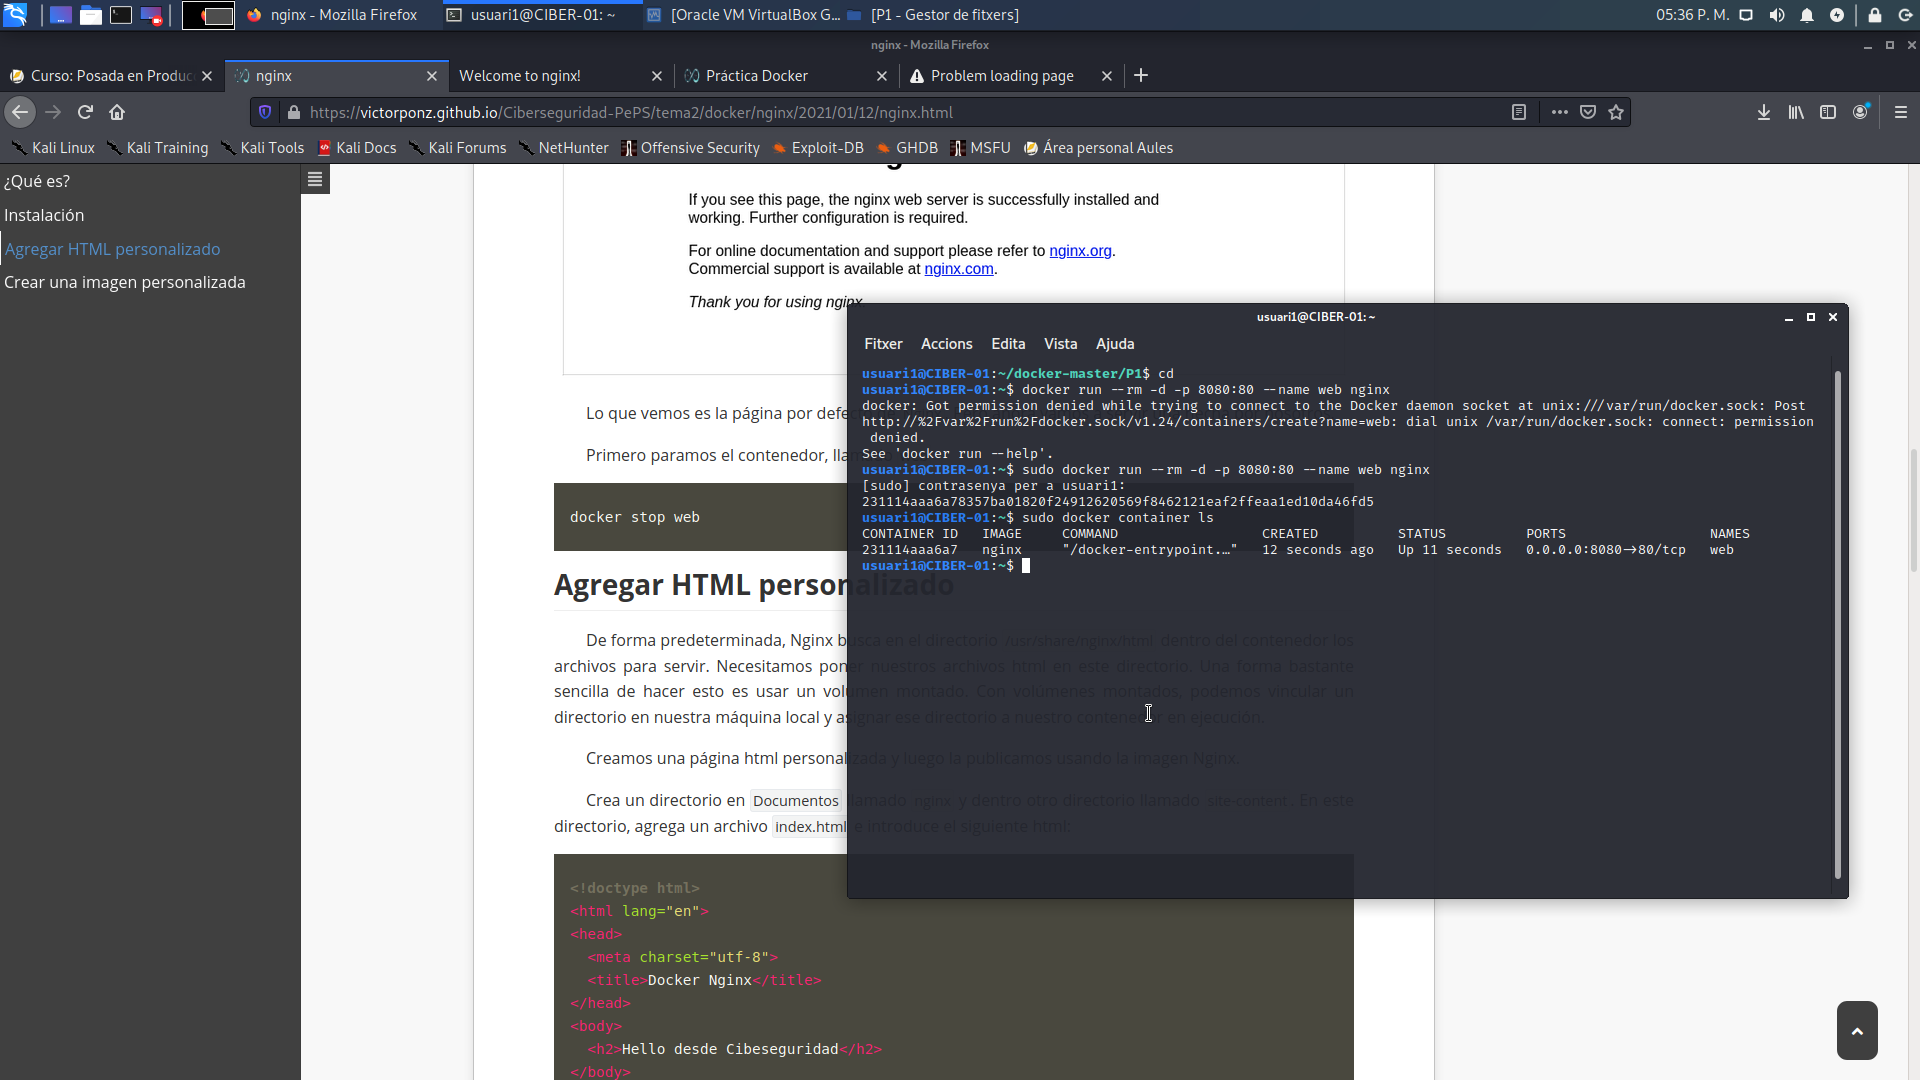 nginx - Mozilla Firefox
usuari1@CIBER-01: ~
[Oracle VM VirtualBox G...
[P1 - Gestor de fitxers]
05:36 P. M.
nginx - Mozilla Firefox
Curso: Posada en Produc
nginx
Welcome to nginx!
Práctica Docker
Problem loading page
https://victorponz.github.io/Ciberseguridad-PePS/tema2/docker/nginx/2021/01/12/nginx.html
Kali Linux
Kali Training
Kali Tools
Kali Docs
Kali Forums
NetHunter
Offensive Security
Exploit-DB
GHDB
MSFU
Área personal Aules
¿Qué es?
Instalación
Agregar HTML personalizado
Crear una imagen personalizada
If you see this page, the nginx web server is successfully installed and
working. Further configuration is required.
For online documentation and support please refer to nginx.org.
Commercial support is available at nginx.com.
Thank you for using nginx.
Lo que vemos es la página por defe
Primero paramos el contenedor, lla
docker stop web
Agregar HTML personalizado
De forma predeterminada, Nginx busca en el directorio /usr/share/nginx/html dentro del contenedor los
archivos para servir. Necesitamos poner nuestros archivos html en este directorio. Una forma bastante
sencilla de hacer esto es usar un volumen montado. Con volúmenes montados, podemos vincular un
directorio en nuestra máquina local y asignar ese directorio a nuestro contenedor en ejecución.
Creamos una página html personalizada y luego la publicamos usando la imagen Nginx.
Crea un directorio en Documentos llamado nginx y dentro otro directorio llamado site-content. En este
directorio, agrega un archivo index.html e introduce el siguiente html:
<!doctype html>
<html lang="en">
<head>
<meta charset="utf-8">
<title>Docker Nginx</title>
</head>
<body>
<h2>Hello desde Cibeseguridad</h2>
</body>
usuari1@CIBER-01: ~
Fitxer Accions Edita Vista Ajuda
usuari1@CIBER-01:~/docker-master/P1$ cd
usuari1@CIBER-01:~$ docker run --rm -d -p 8080:80 --name web nginx
docker: Got permission denied while trying to connect to the Docker daemon socket at unix:///var/run/docker.sock: Post
http://%2Fvar%2Frun%2Fdocker.sock/v1.24/containers/create?name=web: dial unix /var/run/docker.sock: connect: permission
denied.
See 'docker run --help'.
usuari1@CIBER-01:~$ sudo docker run --rm -d -p 8080:80 --name web nginx
[sudo] contrasenya per a usuari1:
231114aaa6a78357ba01820f24912620569f8462121eaf2ffeaa1ed10da46fd5
usuari1@CIBER-01:~$ sudo docker container ls
CONTAINER ID IMAGE COMMAND CREATED STATUS PORTS NAMES
231114aaa6a7 nginx "/docker-entrypoint.…" 12 seconds ago Up 11 seconds 0.0.0.0:8080->80/tcp web
usuari1@CIBER-01:~$